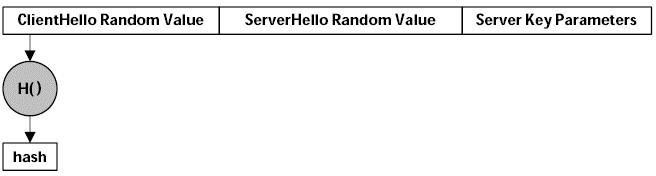 ClientHello Random Value ServerHello Random Value Server Key Parameters
H()
hash